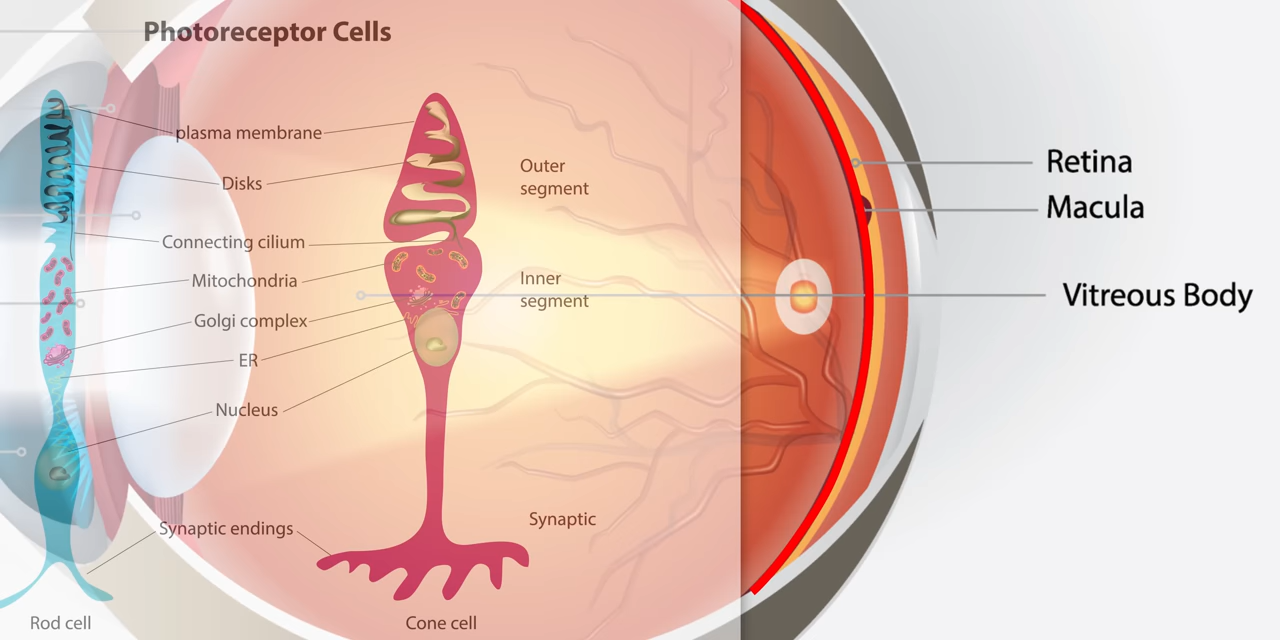 Photoreceptor Cells
plasma membrane
Disks
Connecting cilium
Mitochondria
Golgi complex
ER
Nucleus
Synaptic endings
Rod cell
Cone cell
Outer
segment
Inner
segment
Synaptic
Retina
Macula
Vitreous Body